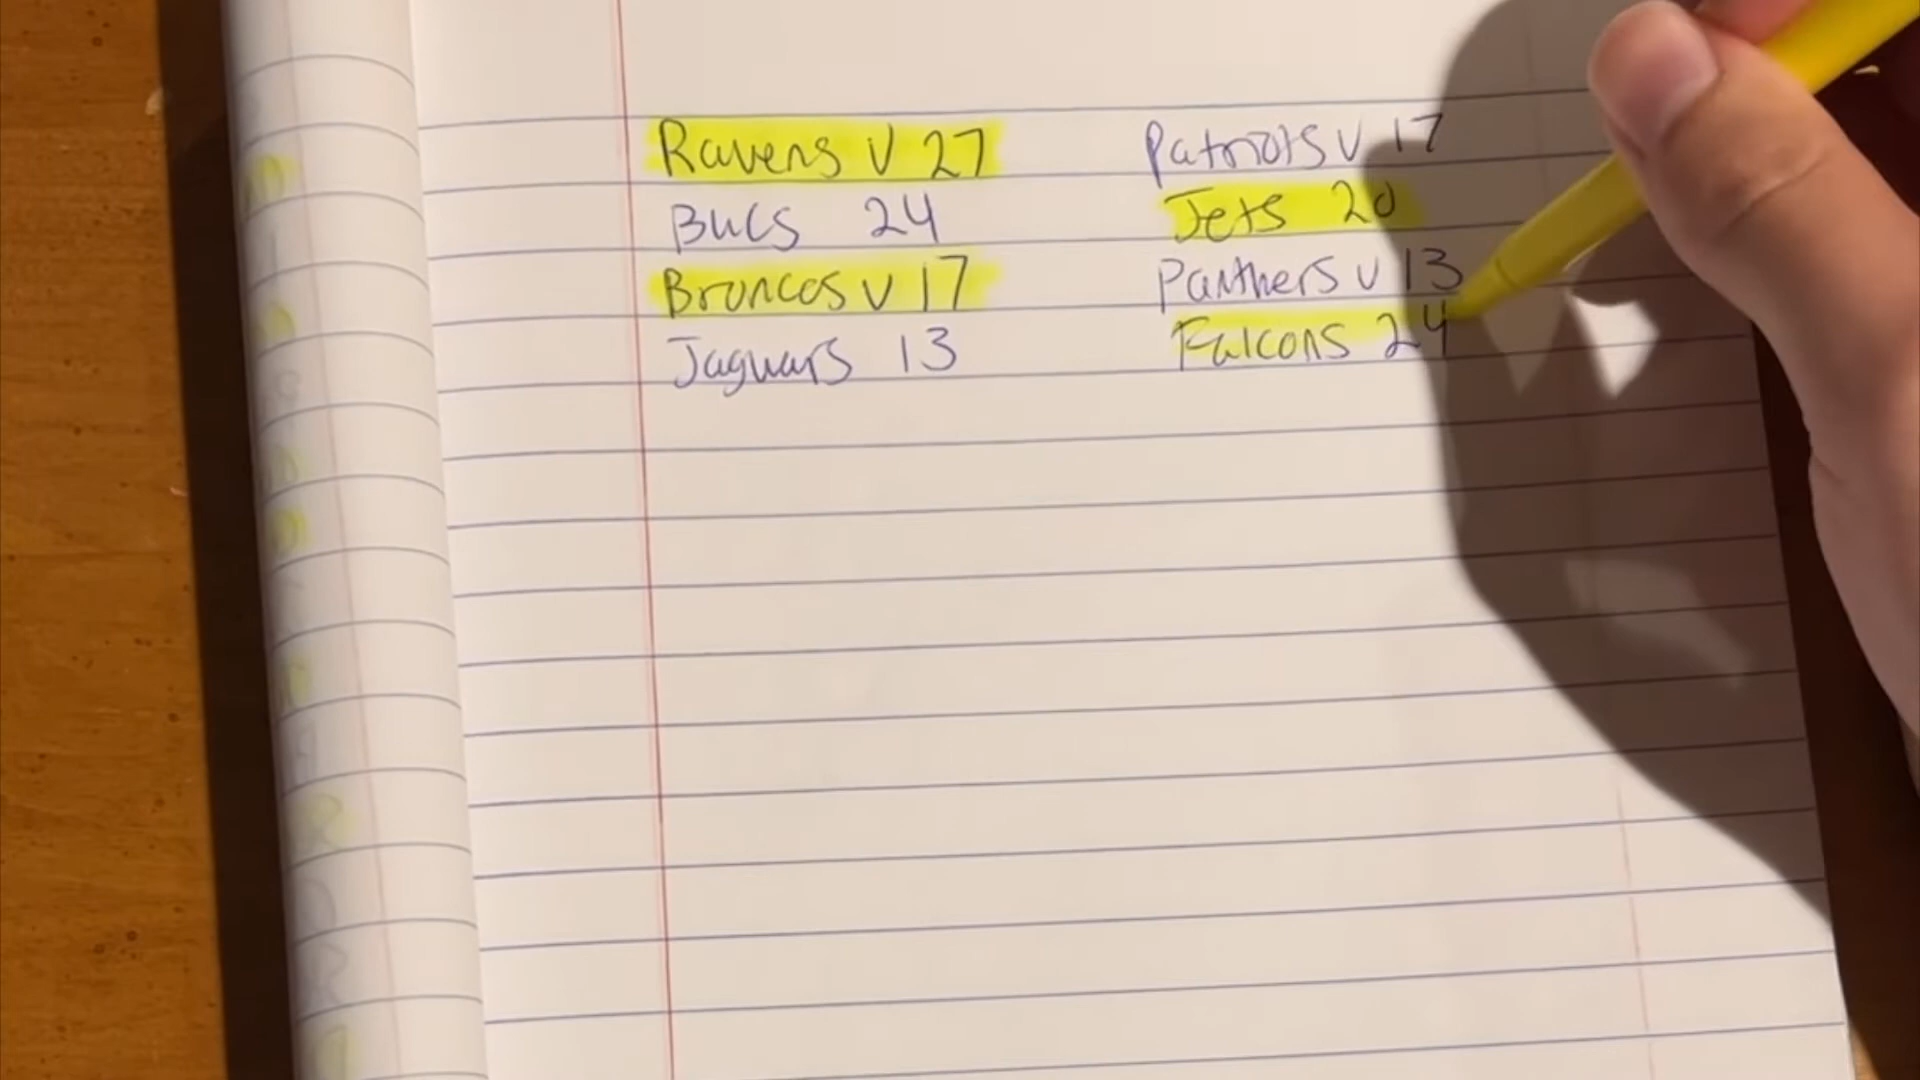 Ravens v 27
Bucs 24
Broncos v 17
Jaguars 13
Patriots v 17
Jets 20
Panthers v 13
Falcons 24